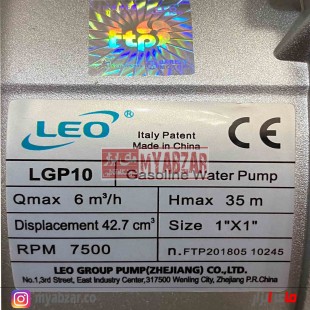 ftp
LEO®
Italy Patent
Made in China
CE
MYABZAR
LGP10 Gasoline Water Pump
Qmax 6 m³/h Hmax 35 m
Displacement 42.7 cm³ Size 1"X1"
RPM 7500 n.FTP201805 10245
LEO GROUP PUMP(ZHEJIANG) CO.,LTD.
No.1,3rd Street, East Industry Center,317500 Wenling City, Zhejiang P.R.China
myabzar.co